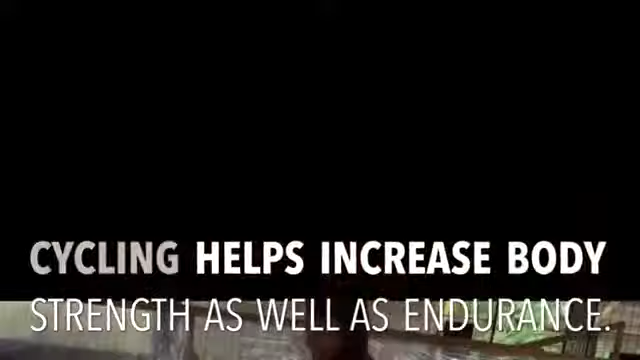 CYCLING HELPS INCREASE BODY
STRENGTH AS WELL AS ENDURANCE.